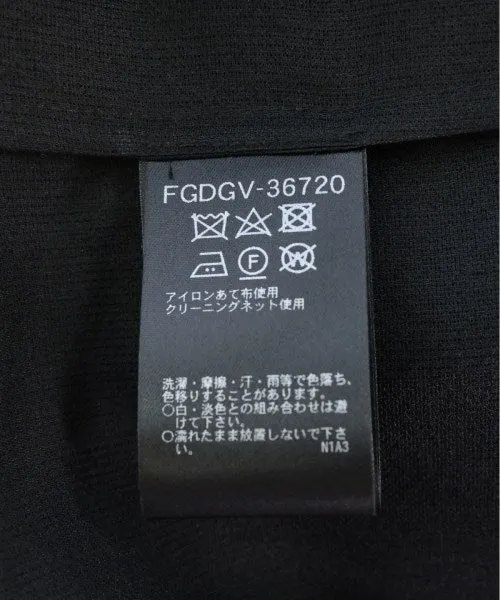 FGDGV-36720
F W
アイロンあて布使用
クリーニングネット使用
洗濯・摩擦・汗・雨等で色落ち、
色移りすることがあります。
○白・淡色との組み合わせは避
けて下さい。
○濡れたまま放置しないで下さ
い。
N1A3